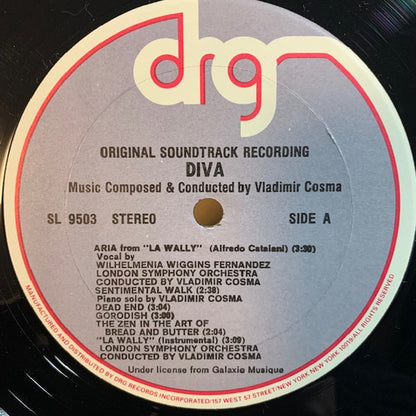 drg
ORIGINAL SOUNDTRACK RECORDING
DIVA
Music Composed & Conducted by Vladimir Cosma
SL 9503 STEREO SIDE A
ARIA from "LA WALLY" (Alfredo Catalani) (3:30)
Vocal by
WILHELMENIA WIGGINS FERNANDEZ
LONDON SYMPHONY ORCHESTRA
CONDUCTED BY VLADIMIR COSMA
SENTIMENTAL WALK (2:38)
Piano solo by VLADIMIR COSMA
DEAD END (3:04)
GORODISH (3:00)
THE ZEN IN THE ART OF
BREAD AND BUTTER (2:04)
"LA WALLY" (Instrumental) (3:09)
LONDON SYMPHONY ORCHESTRA
CONDUCTED BY VLADIMIR COSMA
Under license from Galaxie Musique
MANUFACTURED AND DISTRIBUTED BY DRG RECORDS INCORPORATED/157 WEST 57 STREET/NEW YORK, NEW YORK 10019/ALL RIGHTS RESERVED